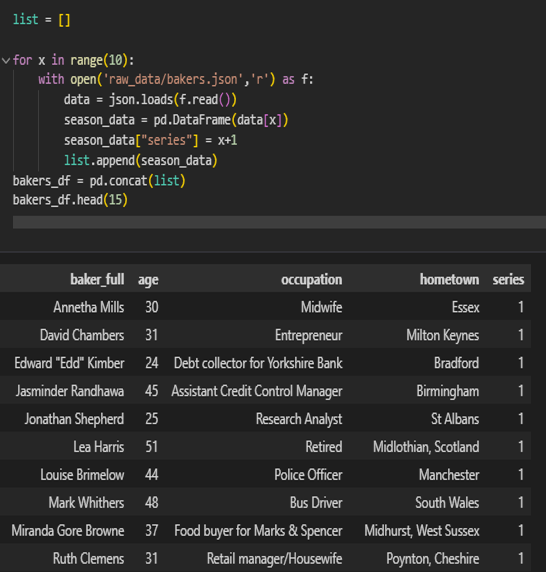 list = []
for x in range(10):
with open('raw_data/bakers.json','r') as f:
data = json.loads(f.read())
season_data = pd.DataFrame(data[x])
season_data["series"] = x+1
list.append(season_data)
bakers_df = pd.concat(list)
bakers_df.head(15)
baker_full age occupation hometown series
Annetha Mills 30 Midwife Essex 1
David Chambers 31 Entrepreneur Milton Keynes 1
Edward "Edd" Kimber 24 Debt collector for Yorkshire Bank Bradford 1
Jasminder Randhawa 45 Assistant Credit Control Manager Birmingham 1
Jonathan Shepherd 25 Research Analyst St Albans 1
Lea Harris 51 Retired Midlothian, Scotland 1
Louise Brimelow 44 Police Officer Manchester 1
Mark Whithers 48 Bus Driver South Wales 1
Miranda Gore Browne 37 Food buyer for Marks & Spencer Midhurst, West Sussex 1
Ruth Clemens 31 Retail manager/Housewife Poynton, Cheshire 1